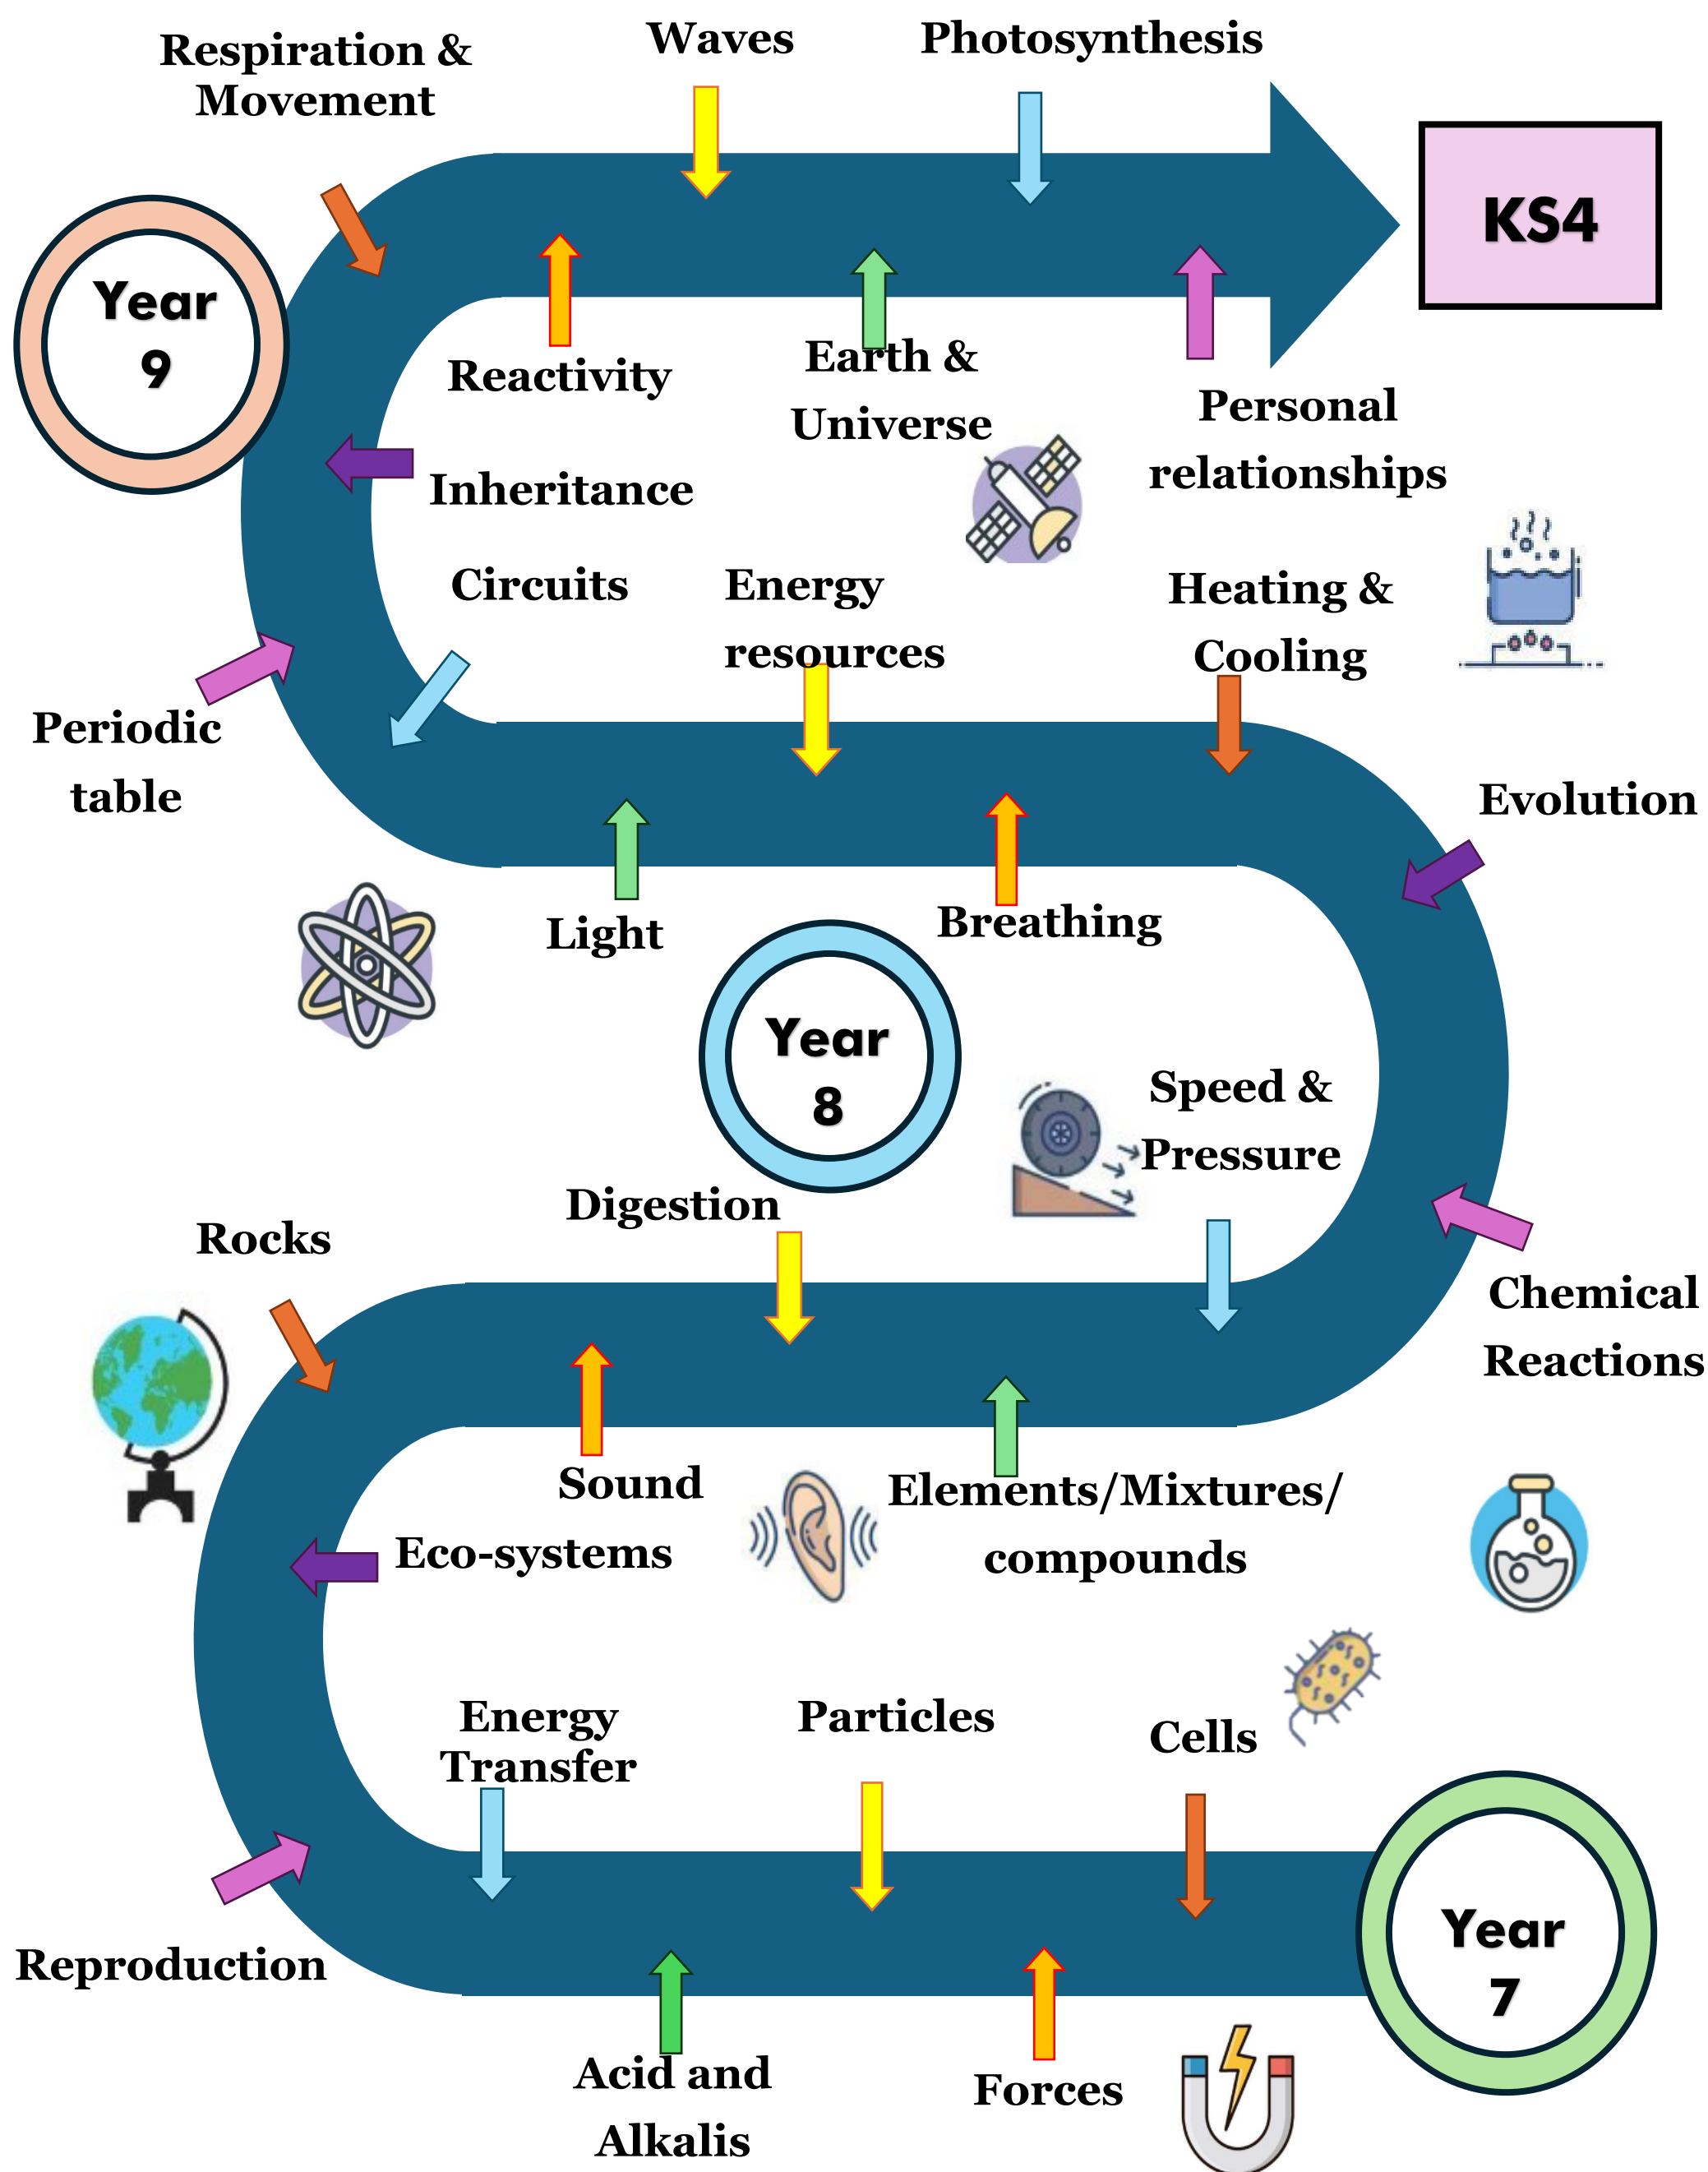 Respiration &
Movement
Waves
Photosynthesis
KS4
Year
9
Reactivity
Earth &
Universe
Personal
relationships
Inheritance
Circuits
Energy
resources
Heating &
Cooling
Periodic
table
Evolution
Light
Breathing
Year
8
Speed &
Pressure
Digestion
Rocks
Chemical
Reactions
Sound
Eco-systems
Elements/Mixtures/
compounds
Energy
Transfer
Particles
Cells
Year
7
Reproduction
Acid and
Alkalis
Forces